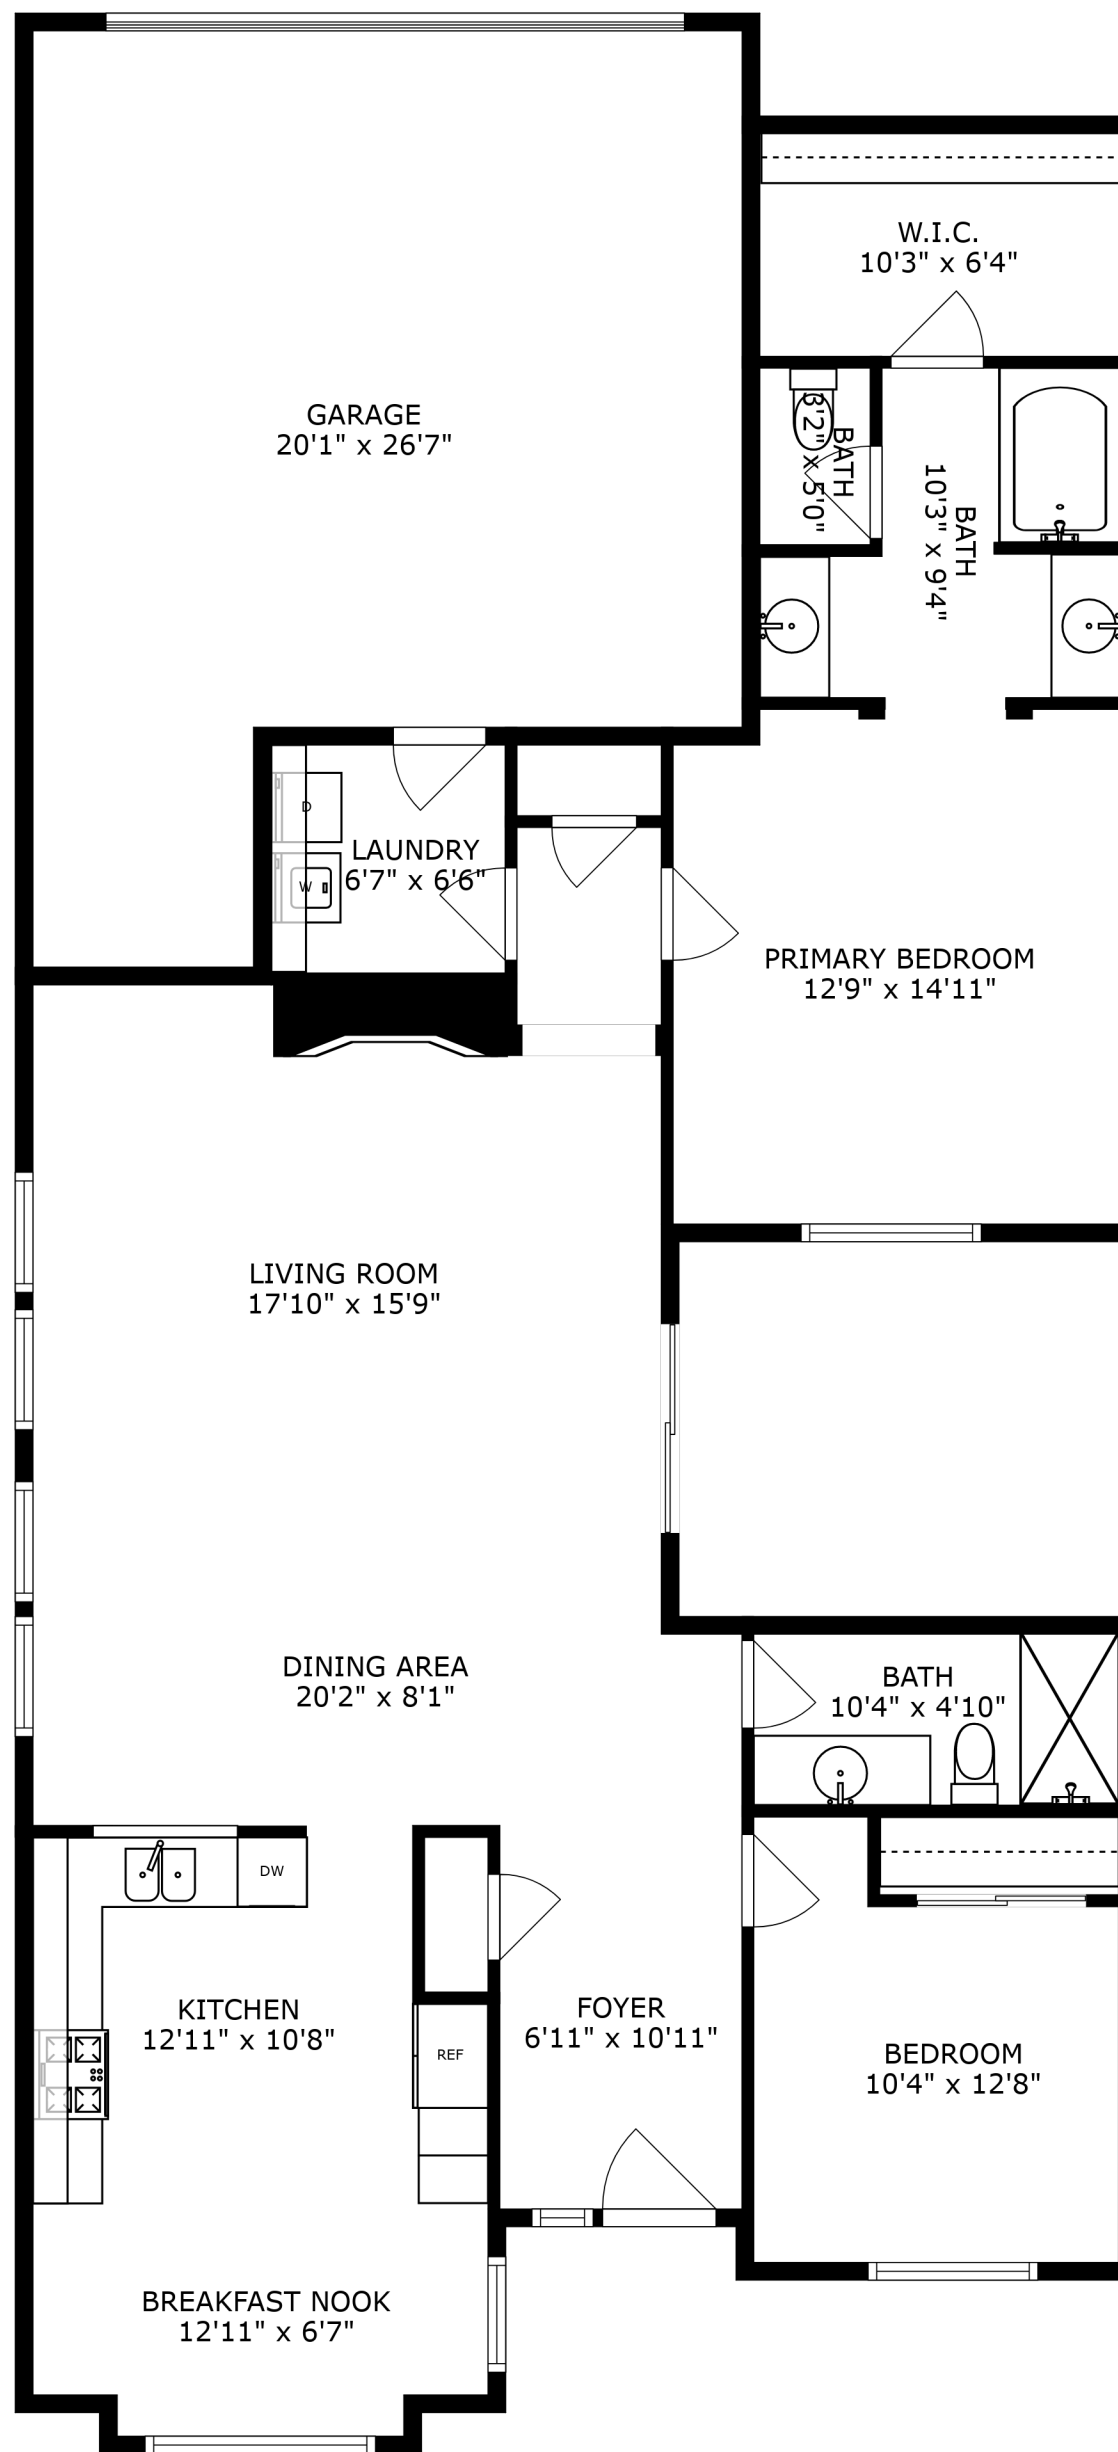 W.I.C.
10'3" x 6'4"
GARAGE
20'1" x 26'7"
BATH
3'2" x 5'0"
BATH
10'3" x 9'4"
D
LAUNDRY
6'7" x 6'6"
W
PRIMARY BEDROOM
12'9" x 14'11"
LIVING ROOM
17'10" x 15'9"
DINING AREA
20'2" x 8'1"
BATH
10'4" x 4'10"
DW
KITCHEN
12'11" x 10'8"
FOYER
6'11" x 10'11"
REF
BEDROOM
10'4" x 12'8"
BREAKFAST NOOK
12'11" x 6'7"